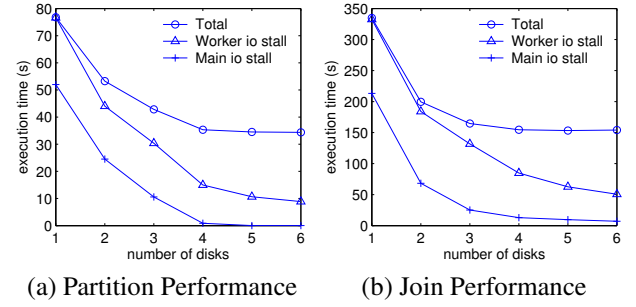 80
70
60
50
40
30
20
10
0
execution time (s)
Total
Worker io stall
Main io stall
1 2 3 4 5 6
number of disks
(a) Partition Performance
350
300
250
200
150
100
50
0
execution time (s)
Total
Worker io stall
Main io stall
1 2 3 4 5 6
number of disks
(b) Join Performance